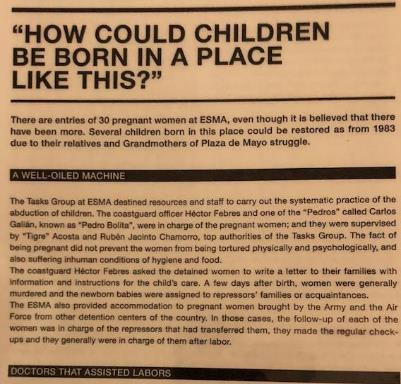 “HOW COULD CHILDREN
BE BORN IN A PLACE
LIKE THIS?”
There are entries of 30 pregnant women at ESMA, even though it is believed that there
have been more. Several children born in this place could be restored as from 1983
due to their relatives and Grandmothers of Plaza de Mayo struggle.
A WELL-OILED MACHINE
The Tasks Group at ESMA destined resources and staff to carry out the systematic practice of the
abduction of children. The coastguard officer Héctor Febres and one of the “Pedros” called Carlos
Galián, known as “Pedro Bolita”, were in charge of the pregnant women; and they were supervised
by “Tigre” Acosta and Rubén Jacinto Chamorro, top authorities of the Tasks Group. The fact of
being pregnant did not prevent the women from being tortured physically and psychologically, and
also suffering inhuman conditions of hygiene and food.
The coastguard Héctor Febres asked the detained women to write a letter to their families with
information and instructions for the child's care. A few days after birth, women were generally
murdered and the newborn babies were assigned to repressors' families or acquaintances.
The ESMA also provided accommodation to pregnant women brought by the Army and the Air
Force from other detention centers of the country. In those cases, the follow-up of each of the
women was in charge of the repressors that had transferred them, they made the regular check-
ups and they generally were in charge of them after labor.
DOCTORS THAT ASSISTED LABORS